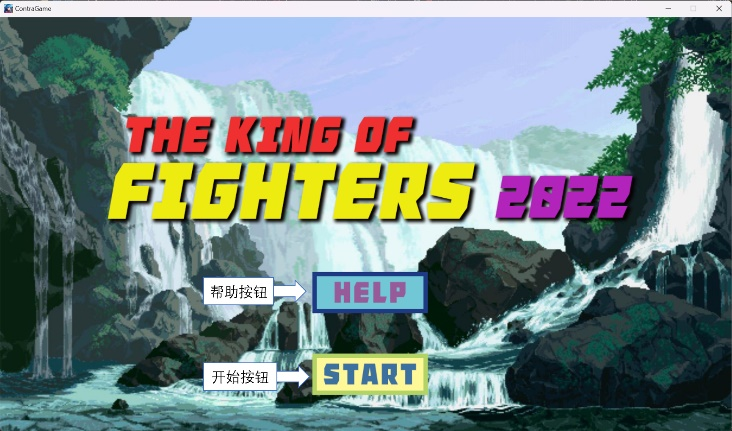 ContraGame
THE KING OF
FIGHTERS 2022
帮助按钮
HELP
开始按钮
START